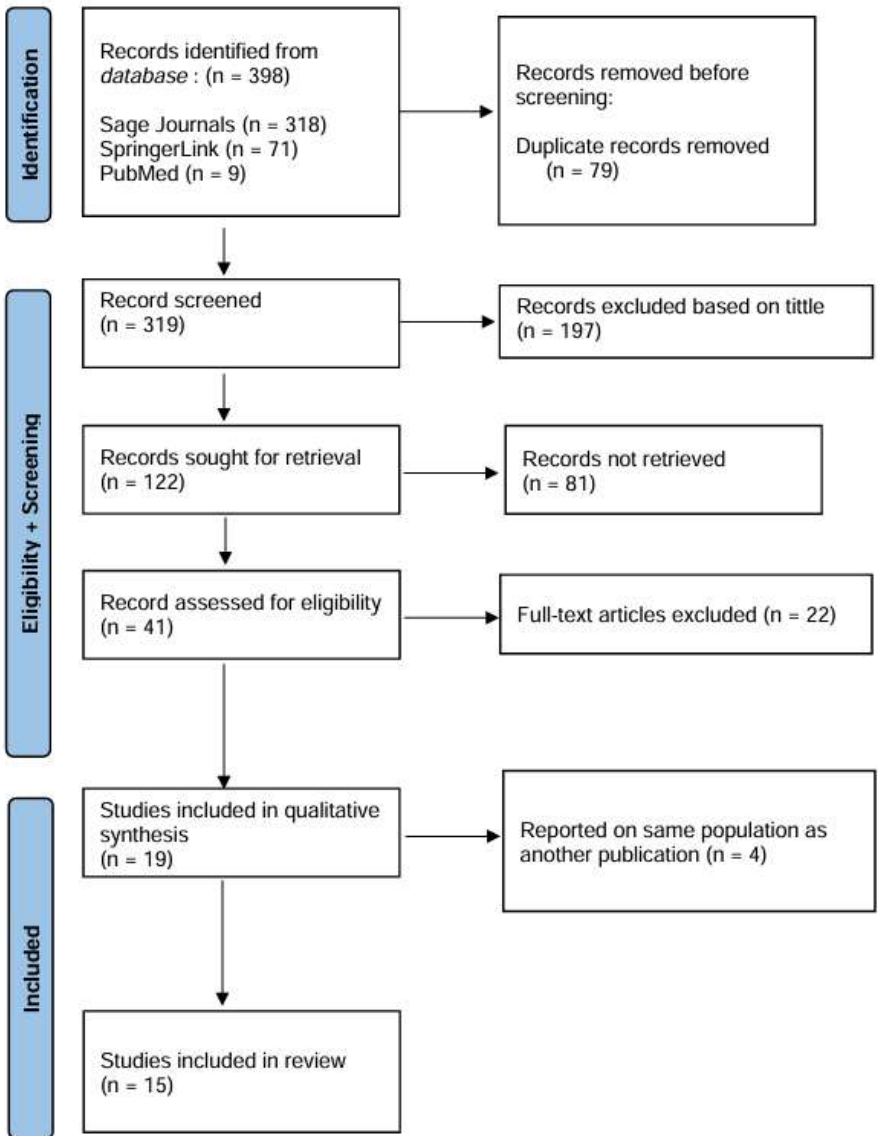 Identification
Records identified from
database : (n = 398)
Sage Journals (n = 318)
SpringerLink (n = 71)
PubMed (n = 9)
Records removed before
screening:
Duplicate records removed
(n = 79)
Eligibility + Screening
Record screened
(n = 319)
Records excluded based on tittle
(n = 197)
Records sought for retrieval
(n = 122)
Records not retrieved
(n = 81)
Record assessed for eligibility
(n = 41)
Full-text articles excluded (n = 22)
Included
Studies included in qualitative
synthesis
(n = 19)
Reported on same population as
another publication (n = 4)
Studies included in review
(n = 15)